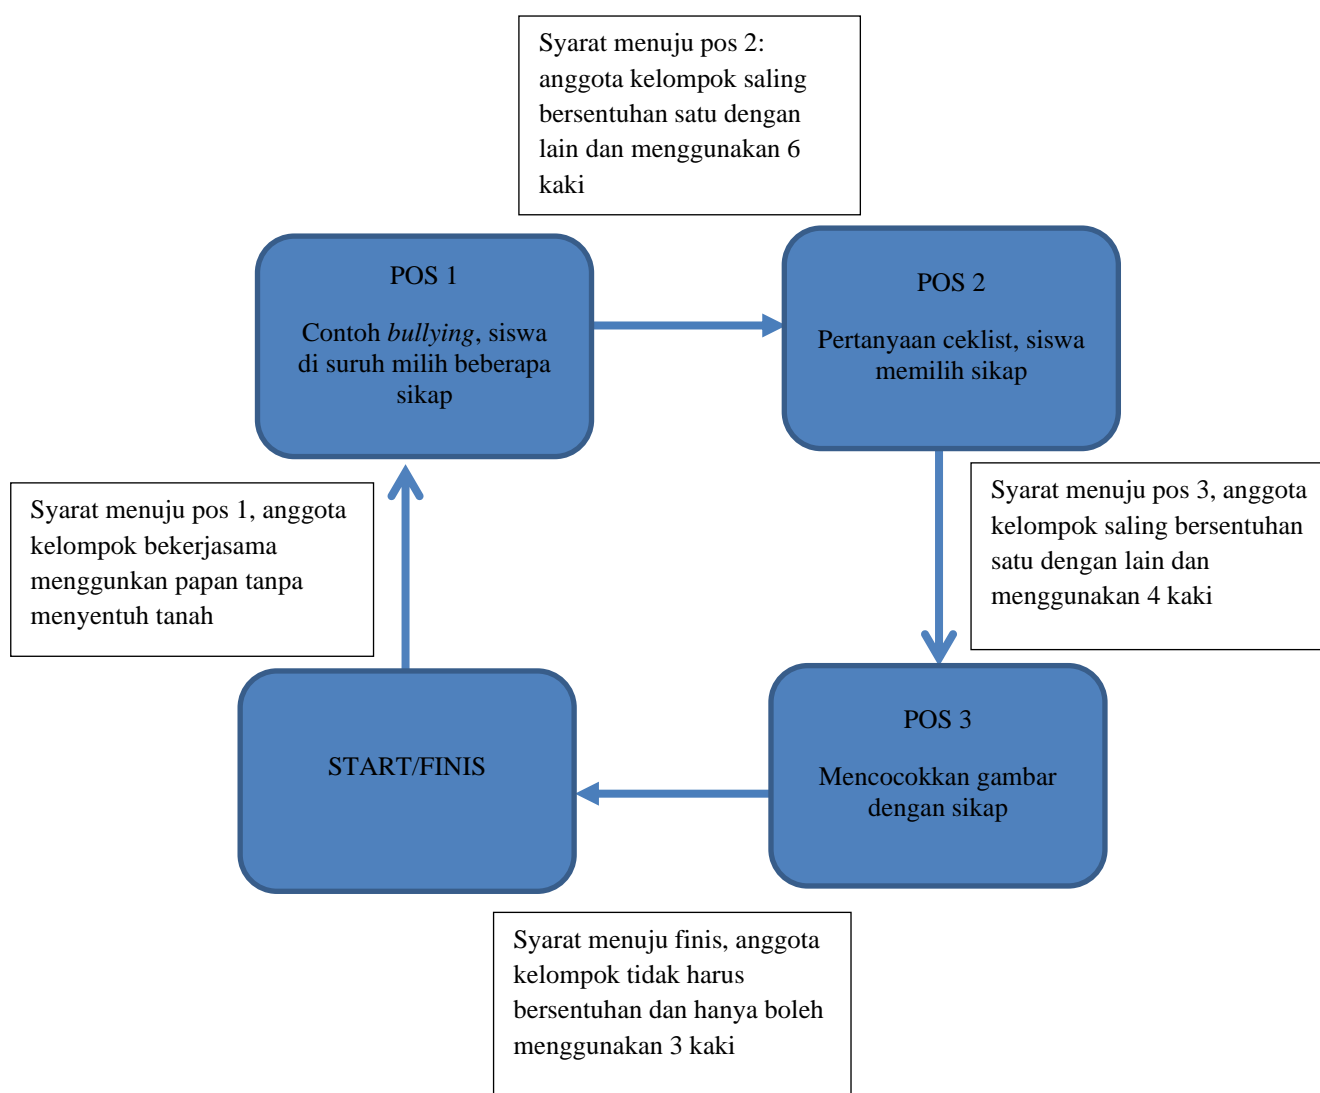 Syarat menuju pos 2:
anggota kelompok saling
bersentuhan satu dengan
lain dan menggunakan 6
kaki
POS 1
Contoh bullying, siswa
di suruh milih beberapa
sikap
POS 2
Pertanyaan ceklist, siswa
memilih sikap
Syarat menuju pos 1, anggota
kelompok bekerjasama
menggunkan papan tanpa
menyentuh tanah
Syarat menuju pos 3, anggota
kelompok saling bersentuhan
satu dengan lain dan
menggunakan 4 kaki
START/FINIS
POS 3
Mencocokkan gambar
dengan sikap
Syarat menuju finis, anggota
kelompok tidak harus
bersentuhan dan hanya boleh
menggunakan 3 kaki